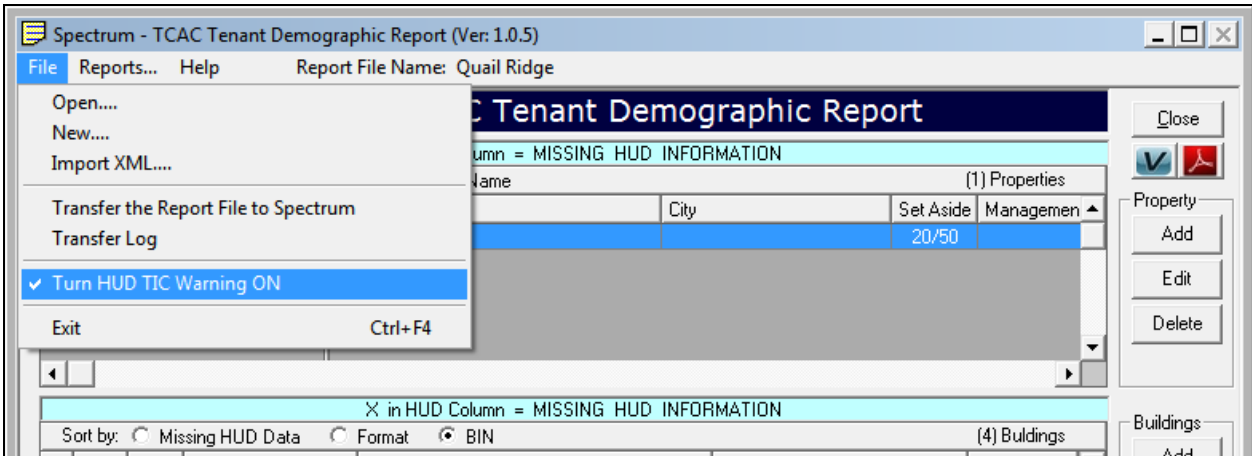 Spectrum - TCAC Tenant Demographic Report (Ver: 1.0.5)
File Reports... Help Report File Name: Quail Ridge
Open....
New....
Import XML....
Transfer the Report File to Spectrum
Transfer Log
Turn HUD TIC Warning ON
Exit Ctrl+F4
C Tenant Demographic Report
umn = MISSING HUD INFORMATION
Name (1) Properties
City Set Aside Managemen
20/50
X in HUD Column = MISSING HUD INFORMATION
Sort by: Missing HUD Data Format BIN (4) Buldings
Close
Property
Add
Edit
Delete
Buildings
Add